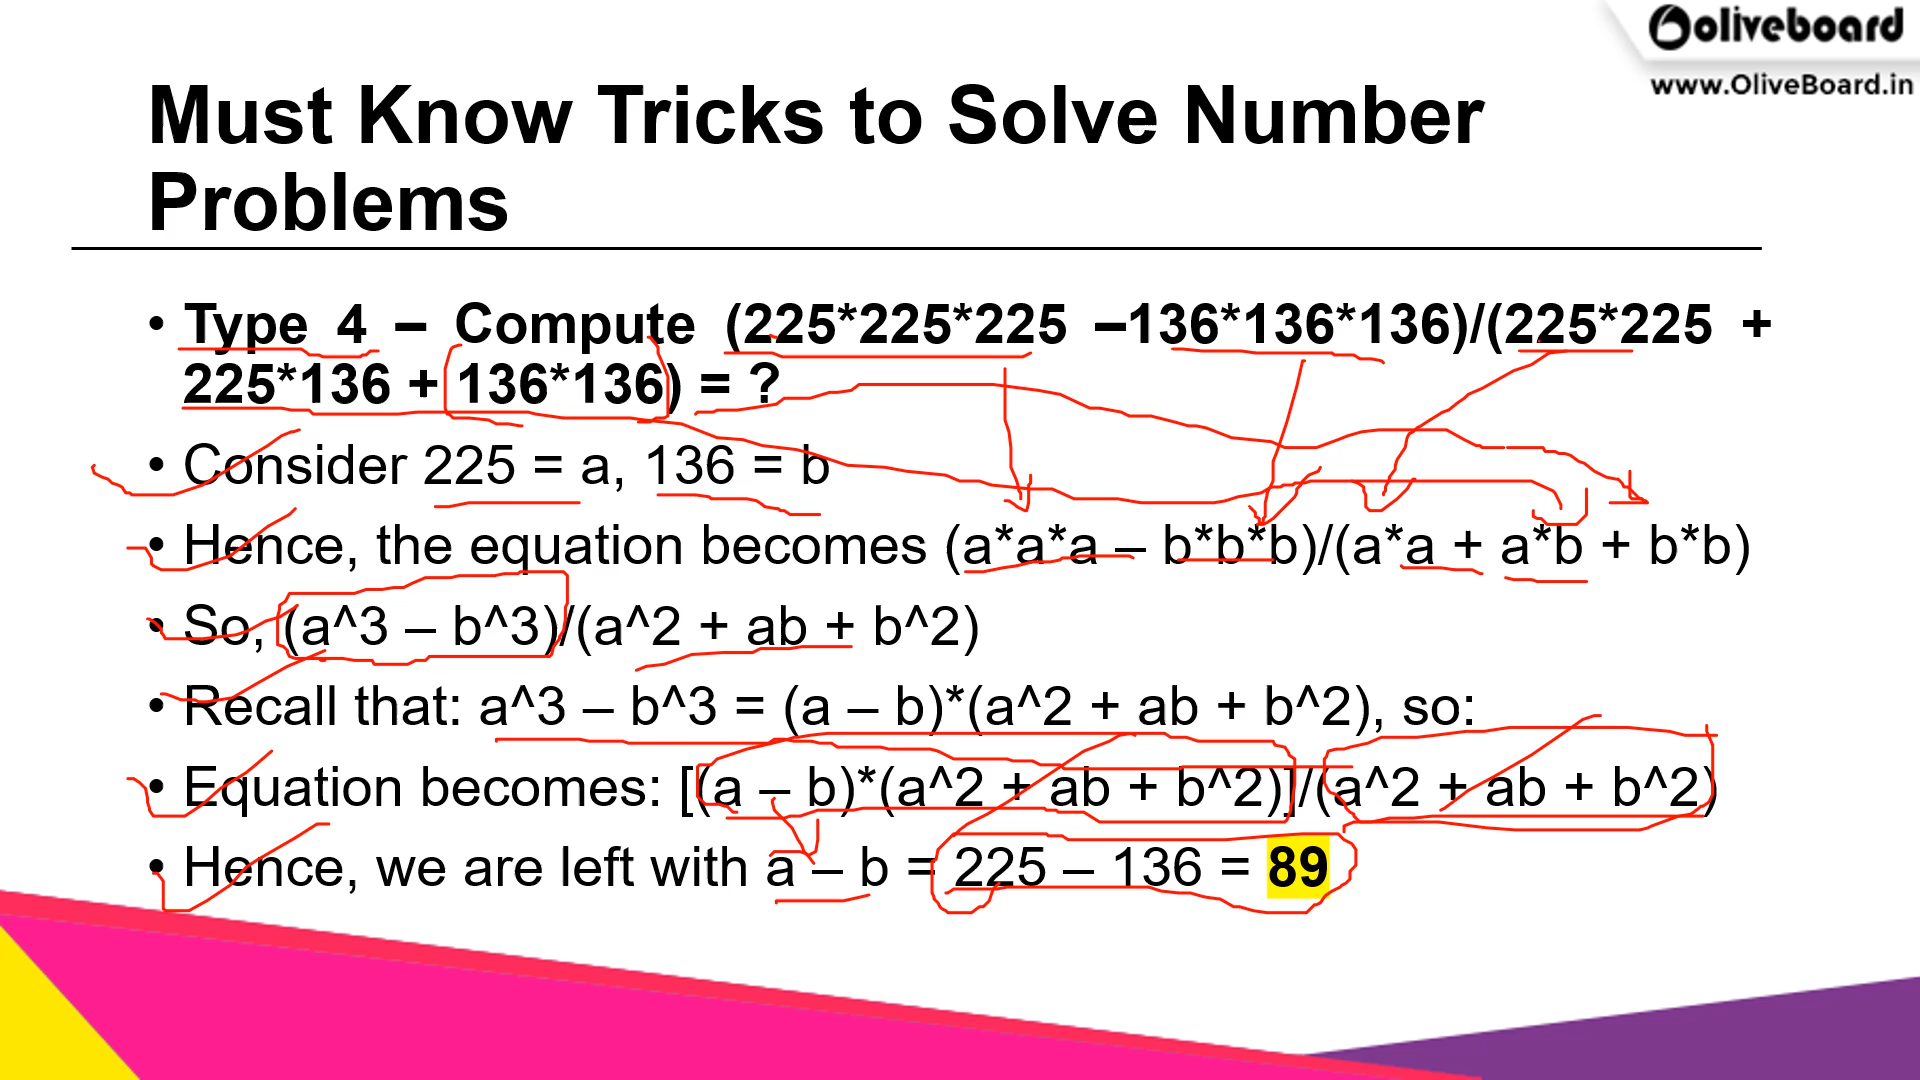 oliveboard
www.OliveBoard.in
Must Know Tricks to Solve Number
Problems
• Type 4 – Compute (225*225*225 –136*136*136)/(225*225 +
225*136 + 136*136) = ?
• Consider 225 = a, 136 = b
• Hence, the equation becomes (a*a*a – b*b*b)/(a*a + a*b + b*b)
• So, (a^3 – b^3)/(a^2 + ab + b^2)
• Recall that: a^3 – b^3 = (a – b)*(a^2 + ab + b^2), so:
• Equation becomes: [(a – b)*(a^2 + ab + b^2)]/(a^2 + ab + b^2)
• Hence, we are left with a – b = 225 – 136 = 89